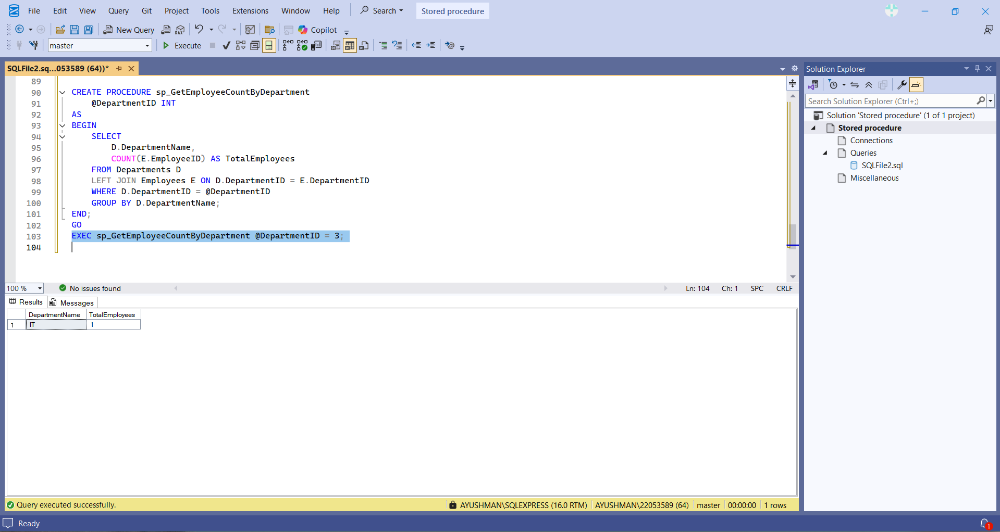 File Edit View Query Git Project Tools Extensions Window Help Search Stored procedure
New Query DAX Copilot
master Execute
SQLFile2.sq...053589 (64))*
89
90 CREATE PROCEDURE sp_GetEmployeeCountByDepartment
91 @DepartmentID INT
92 AS
93 BEGIN
94 SELECT
95 D.DepartmentName,
96 COUNT(E.EmployeeID) AS TotalEmployees
97 FROM Departments D
98 LEFT JOIN Employees E ON D.DepartmentID = E.DepartmentID
99 WHERE D.DepartmentID = @DepartmentID
100 GROUP BY D.DepartmentName;
101 END;
102 GO
103 EXEC sp_GetEmployeeCountByDepartment @DepartmentID = 3;
104
100 % No issues found Ln: 104 Ch: 1 SPC CRLF
Results Messages
DepartmentName TotalEmployees
1 IT 1
Query executed successfully. AYUSHMAN\SQLEXPRESS (16.0 RTM) AYUSHMAN\22053589 (64) master 00:00:00 1 rows
Solution Explorer
Search Solution Explorer (Ctrl+;)
Solution 'Stored procedure' (1 of 1 project)
Stored procedure
Connections
Queries
SQLFile2.sql
Miscellaneous
Ready 1